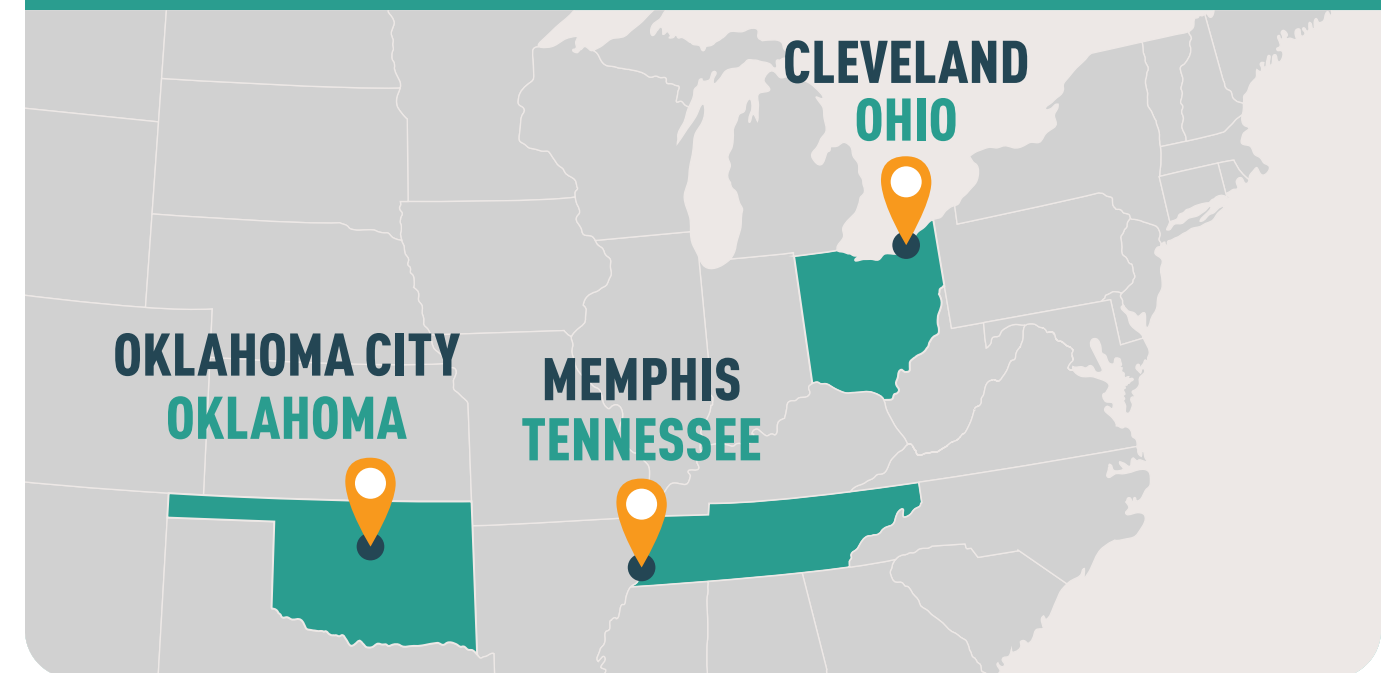 CLEVELAND
OHIO
OKLAHOMA CITY
OKLAHOMA
MEMPHIS
TENNESSEE